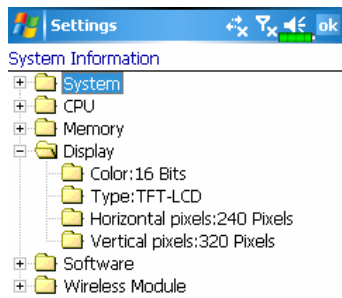 Settings ok
System Information
System
CPU
Memory
Display
Color:16 Bits
Type:TFT-LCD
Horizontal pixels:240 Pixels
Vertical pixels:320 Pixels
Software
Wireless Module